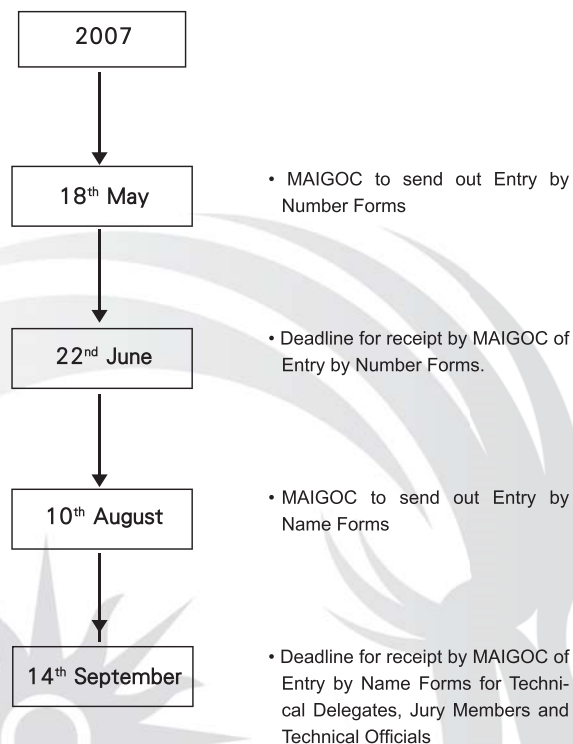 2007
18th May
• MAIGOC to send out Entry by
Number Forms
22nd June
• Deadline for receipt by MAIGOC of
Entry by Number Forms.
10th August
• MAIGOC to send out Entry by
Name Forms
14th September
• Deadline for receipt by MAIGOC of
Entry by Name Forms for Techni-
cal Delegates, Jury Members and
Technical Officials